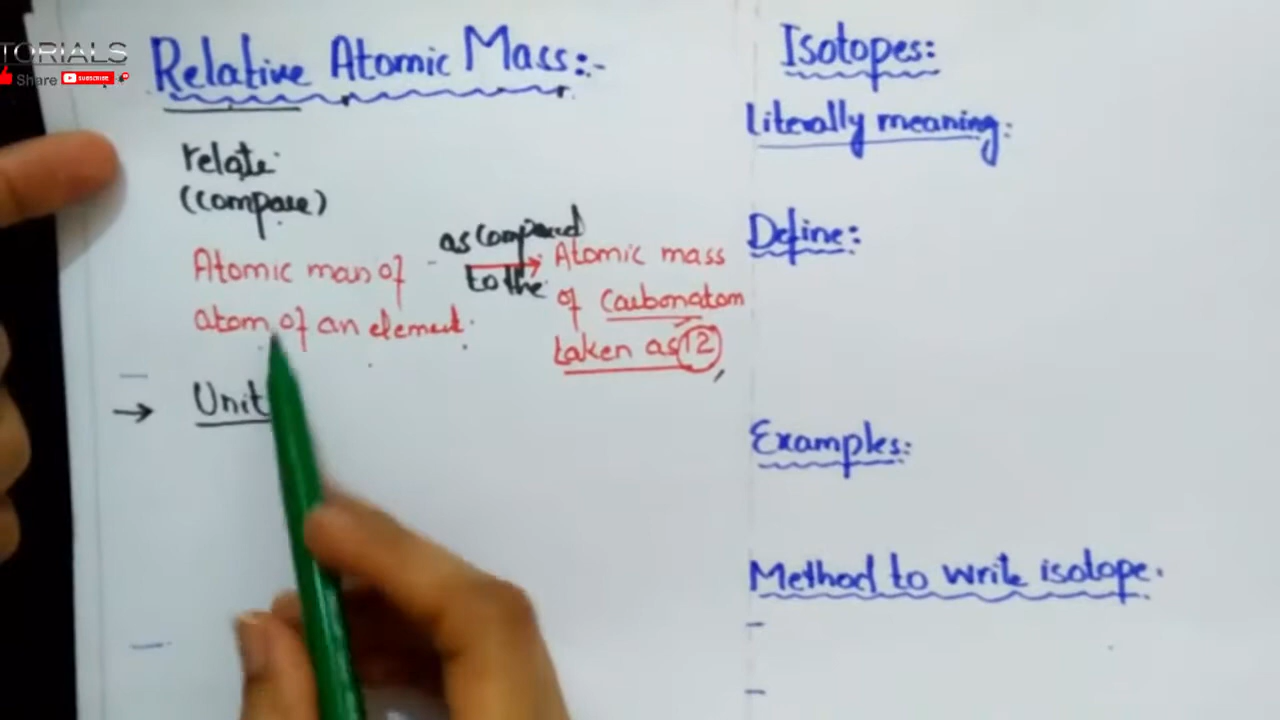 TORIALS
Share SUBSCRIBE
Relative Atomic Mass:-
relate
(compare)
Atomic mass of
atom of an element.
as compared
to the
Atomic mass
of Carbon atom
taken as 12
→ Unit
Isotopes:
Literally meaning:
Define:
Examples:
Method to write isotope.
-
-